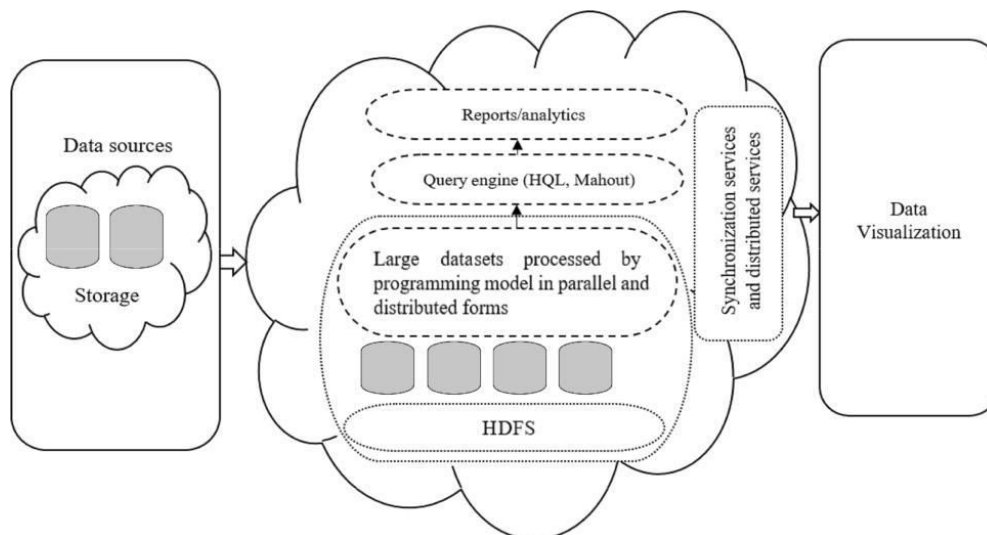 Data sources
Storage
Reports/analytics
Query engine (HQL, Mahout)
Large datasets processed by
programming model in parallel and
distributed forms
HDFS
Synchronization services
and distributed services
Data
Visualization